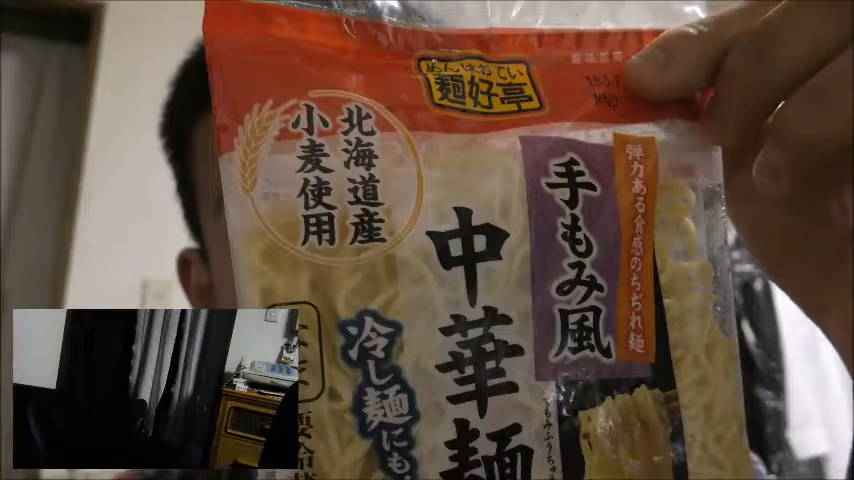 めんはおてい
麺好亭
北海道産
小麦使用
弾力ある食感のちぢれ麺
手もみ風
中華麺
冷し麺にも